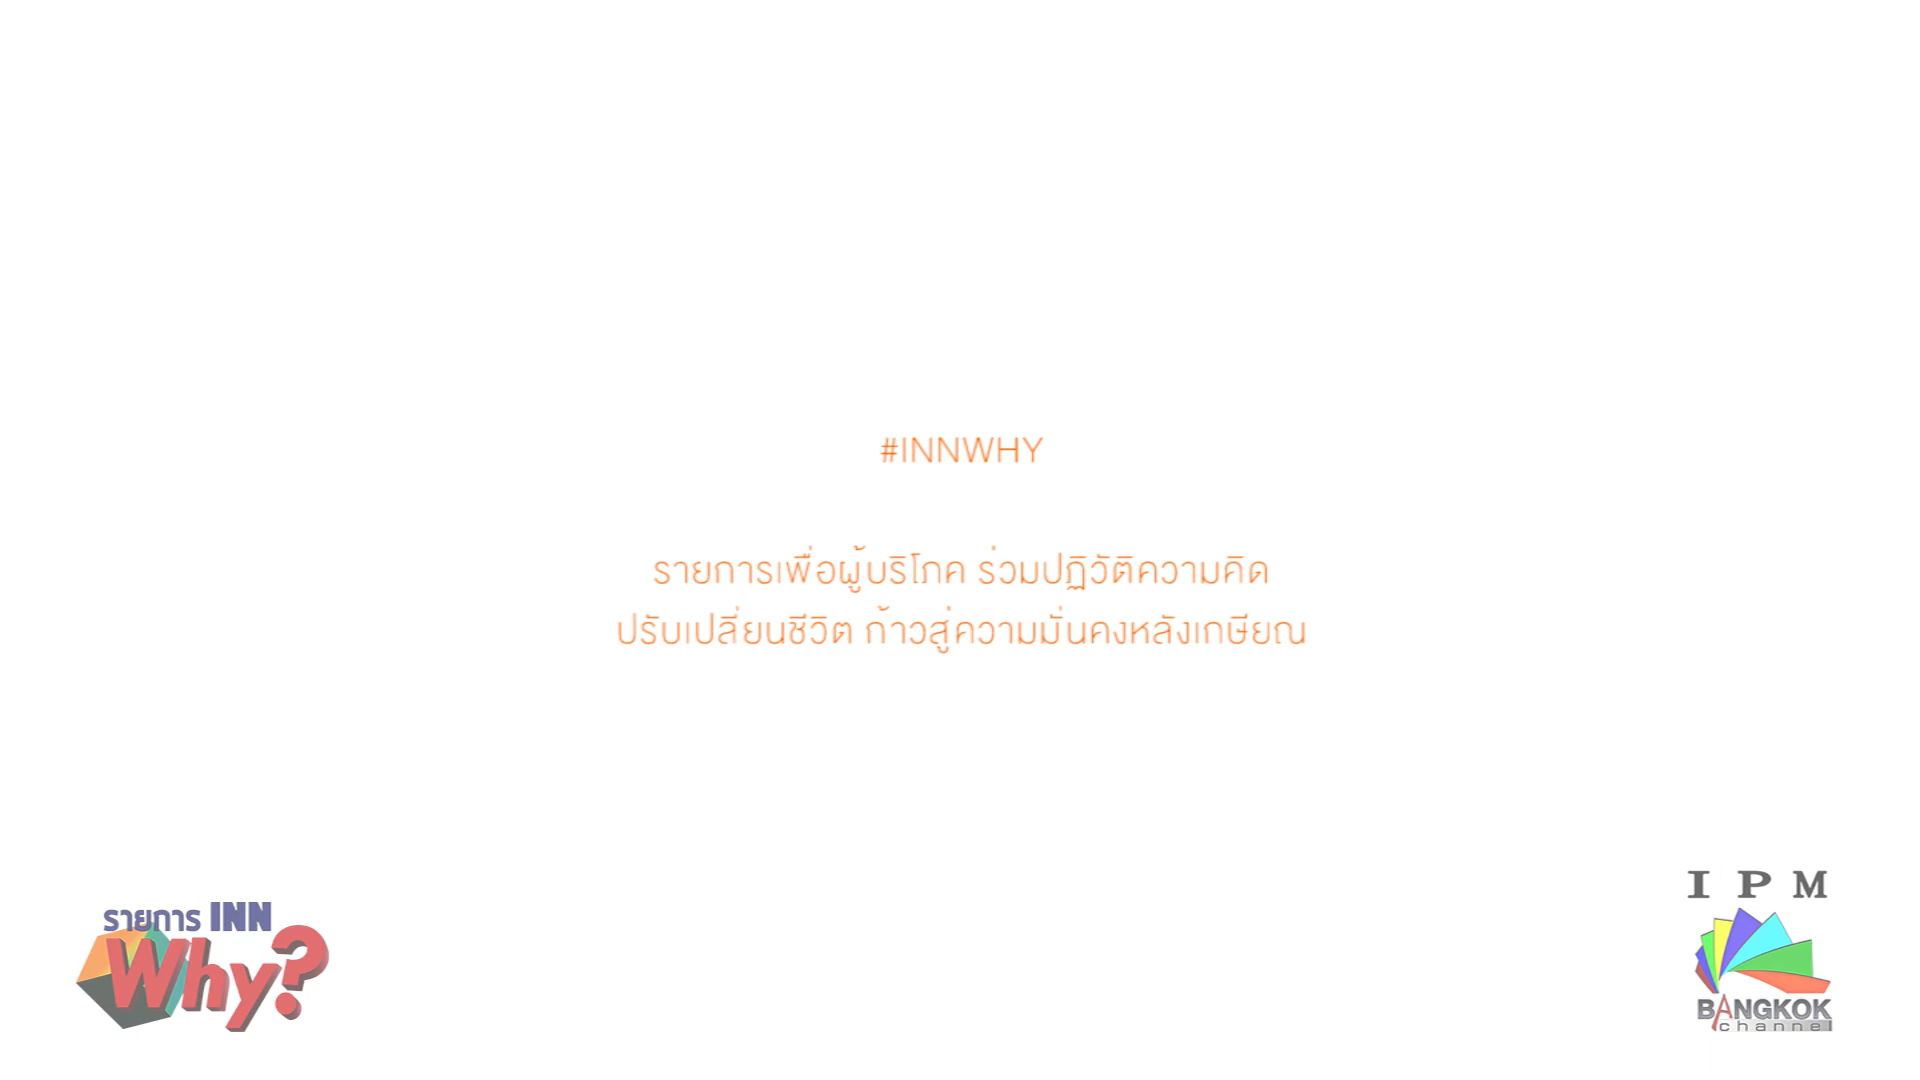 #INNWHY
รายการเพื่อผู้บริโภค ร่วมปฏิวัติความคิด
ปรับเปลี่ยนชีวิต ก้าวสู่ความมั่นคงหลังเกษียณ
รายการ INN
Why?
I P M
BANGKOK
channel